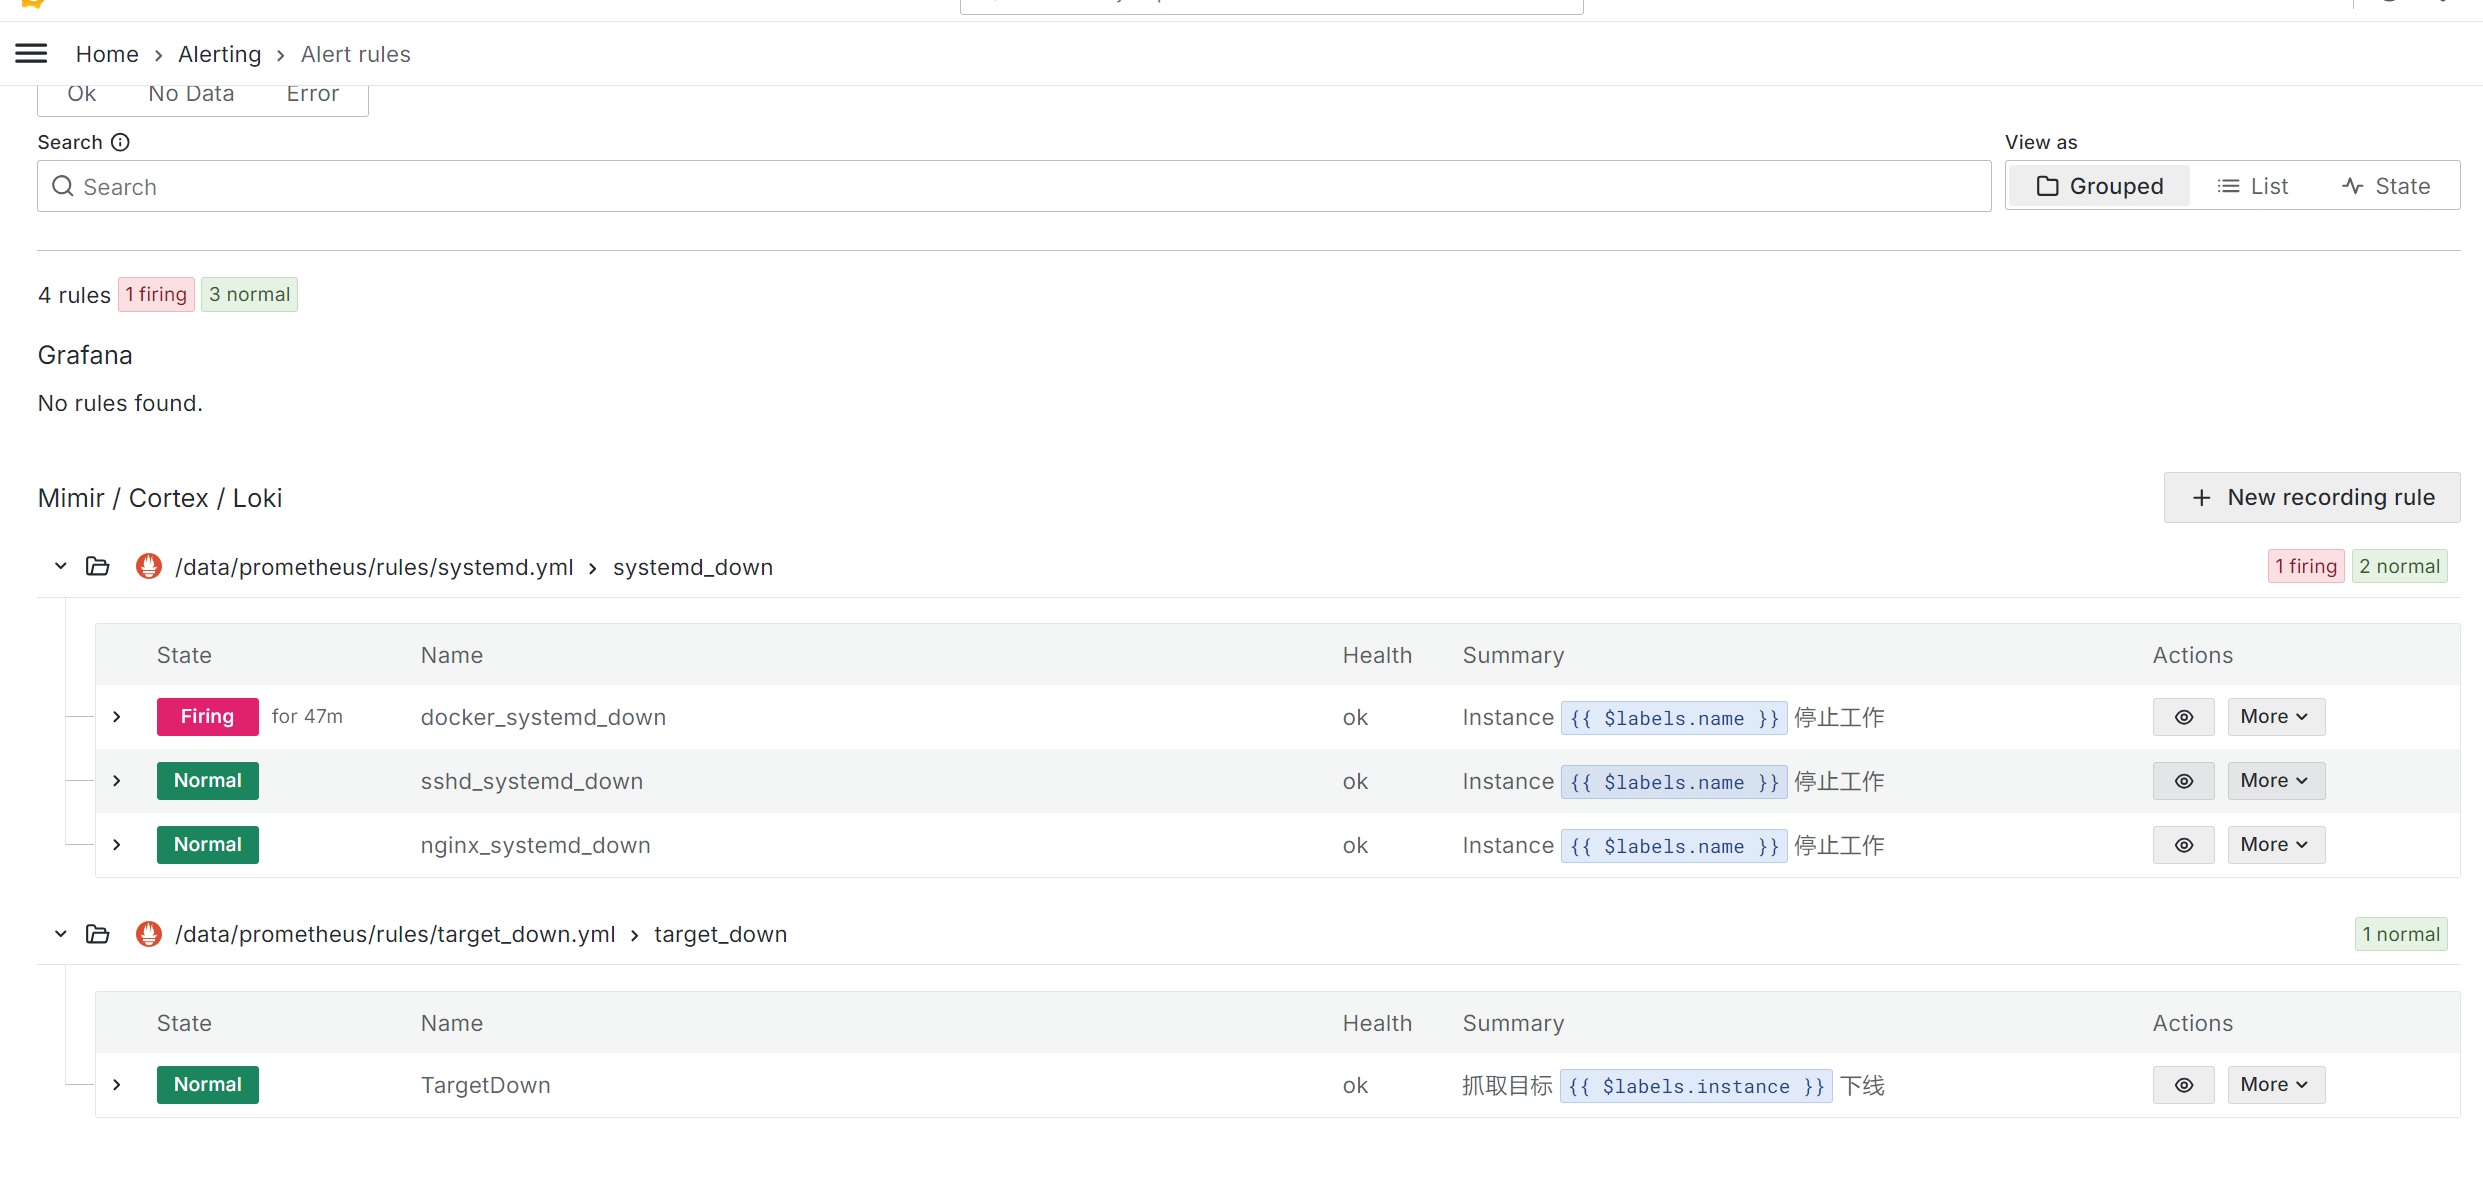 Home › Alerting › Alert rules
Ok No Data Error
Search
View as
Search
Grouped List State
4 rules 1 firing 3 normal
Grafana
No rules found.
Mimir / Cortex / Loki
+ New recording rule
/data/prometheus/rules/systemd.yml › systemd_down
1 firing 2 normal
State Name Health Summary Actions
Firing for 47m docker_systemd_down ok Instance {{ $labels.name }} 停止工作 More
Normal sshd_systemd_down ok Instance {{ $labels.name }} 停止工作 More
Normal nginx_systemd_down ok Instance {{ $labels.name }} 停止工作 More
/data/prometheus/rules/target_down.yml › target_down
1 normal
State Name Health Summary Actions
Normal TargetDown ok 抓取目标 {{ $labels.instance }} 下线 More